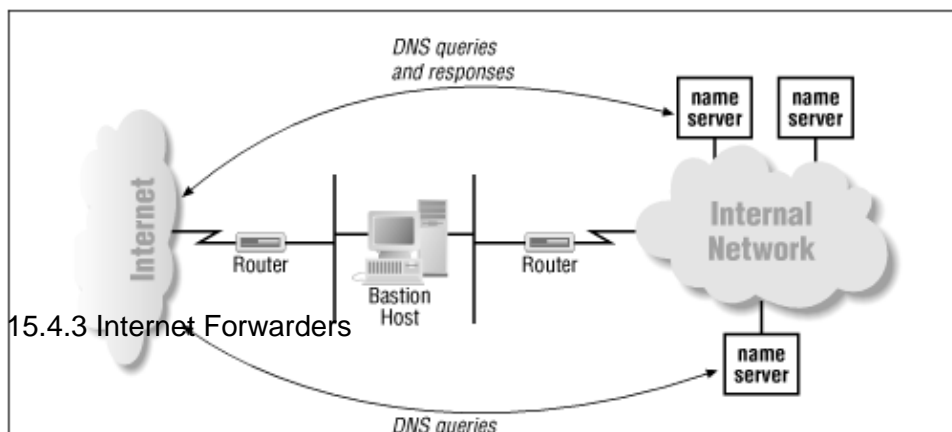 DNS queries
and responses
name
server
name
server
Internet
Internal
Network
Router
Router
Bastion
Host
15.4.3 Internet Forwarders
name
server
DNS queries